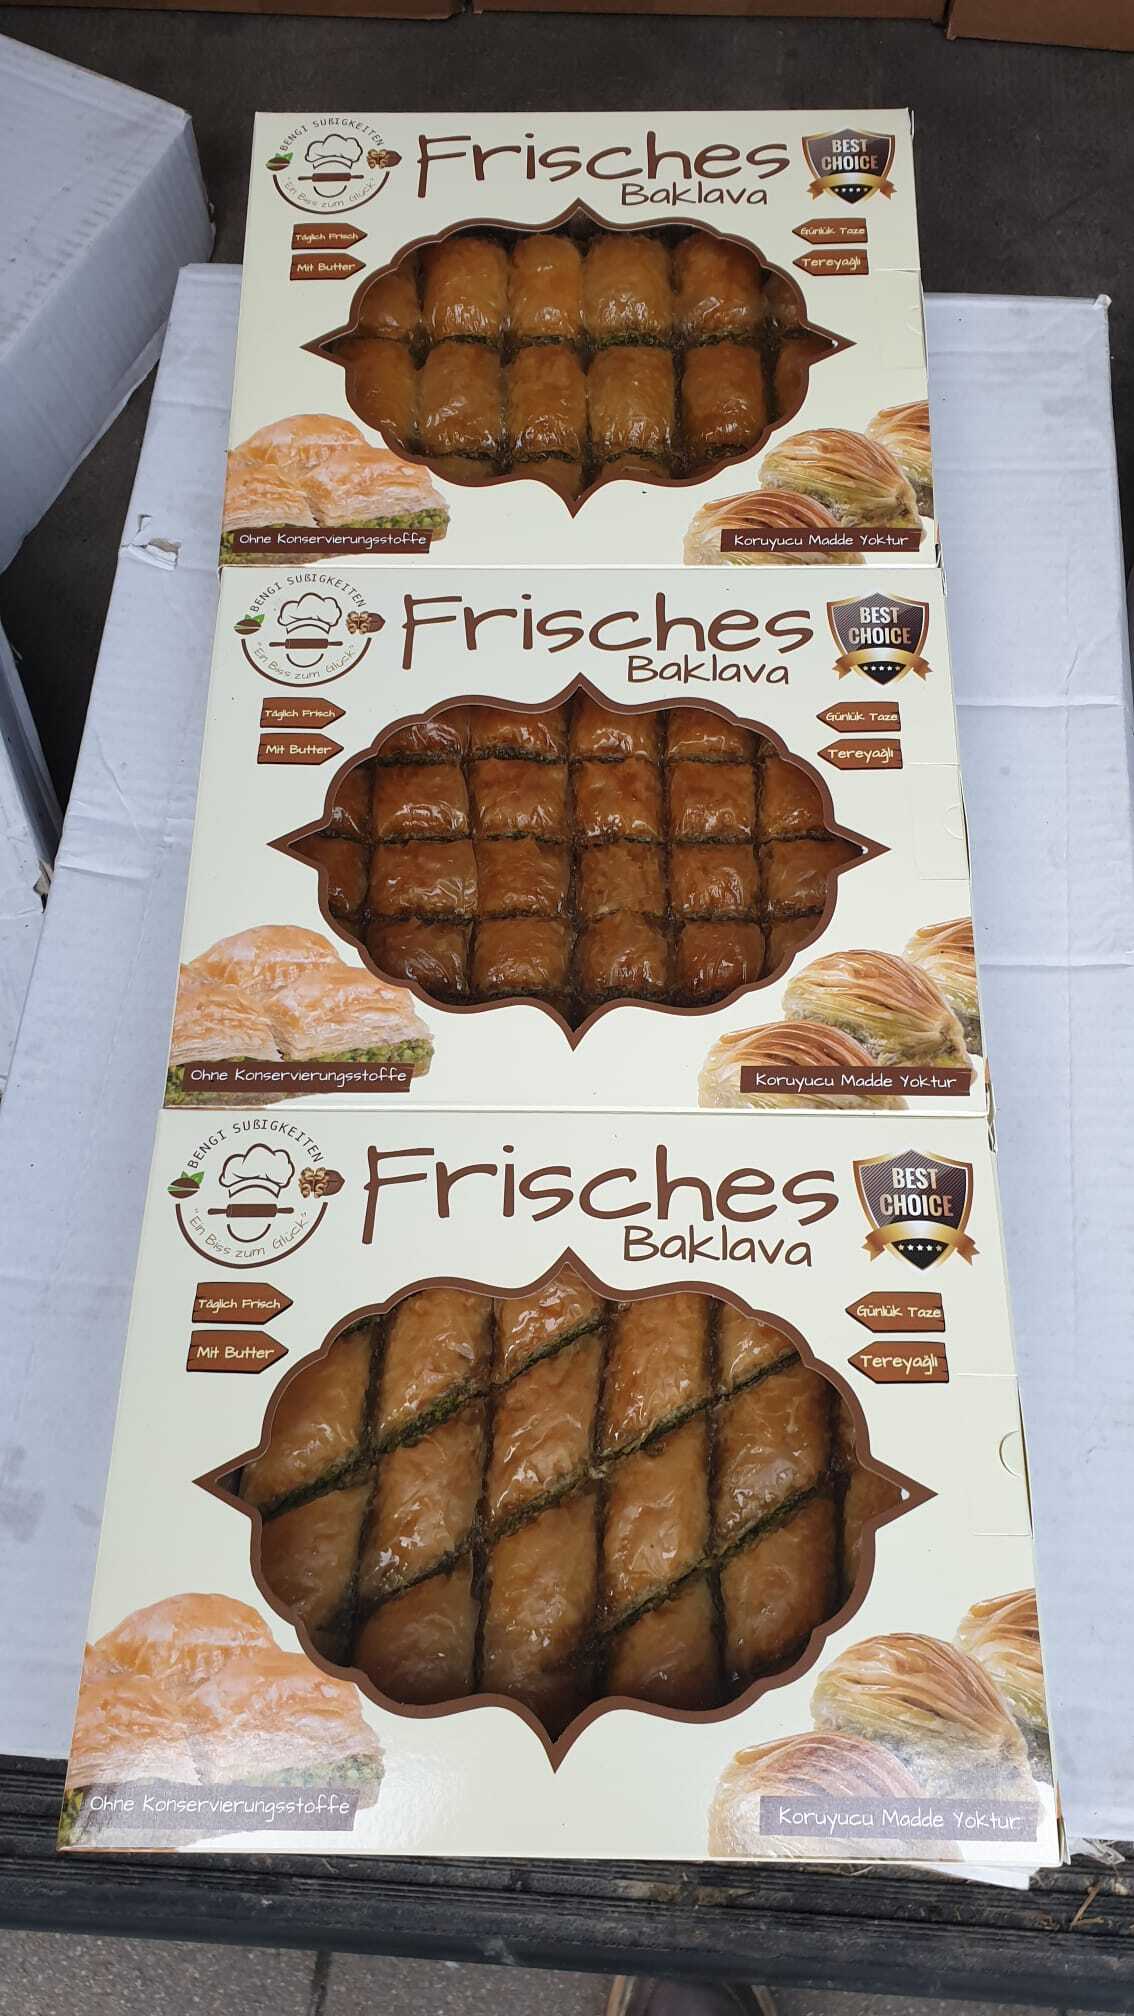 BENGI SUßIGKEITEN
"Ein Biss zum Glück"
Frisches
Baklava
BEST
CHOICE
Täglich Frisch
Mit Butter
Günlük Taze
Tereyağlı
Ohne Konservierungsstoffe
Koruyucu Madde Yoktur
BENGI SUßIGKEITEN
"Ein Biss zum Glück"
Frisches
Baklava
BEST
CHOICE
Täglich Frisch
Mit Butter
Günlük Taze
Tereyağlı
Ohne Konservierungsstoffe
Koruyucu Madde Yoktur
BENGI SUßIGKEITEN
"Ein Biss zum Glück"
Frisches
Baklava
BEST
CHOICE
Täglich Frisch
Mit Butter
Günlük Taze
Tereyağlı
Ohne Konservierungsstoffe
Koruyucu Madde Yoktur